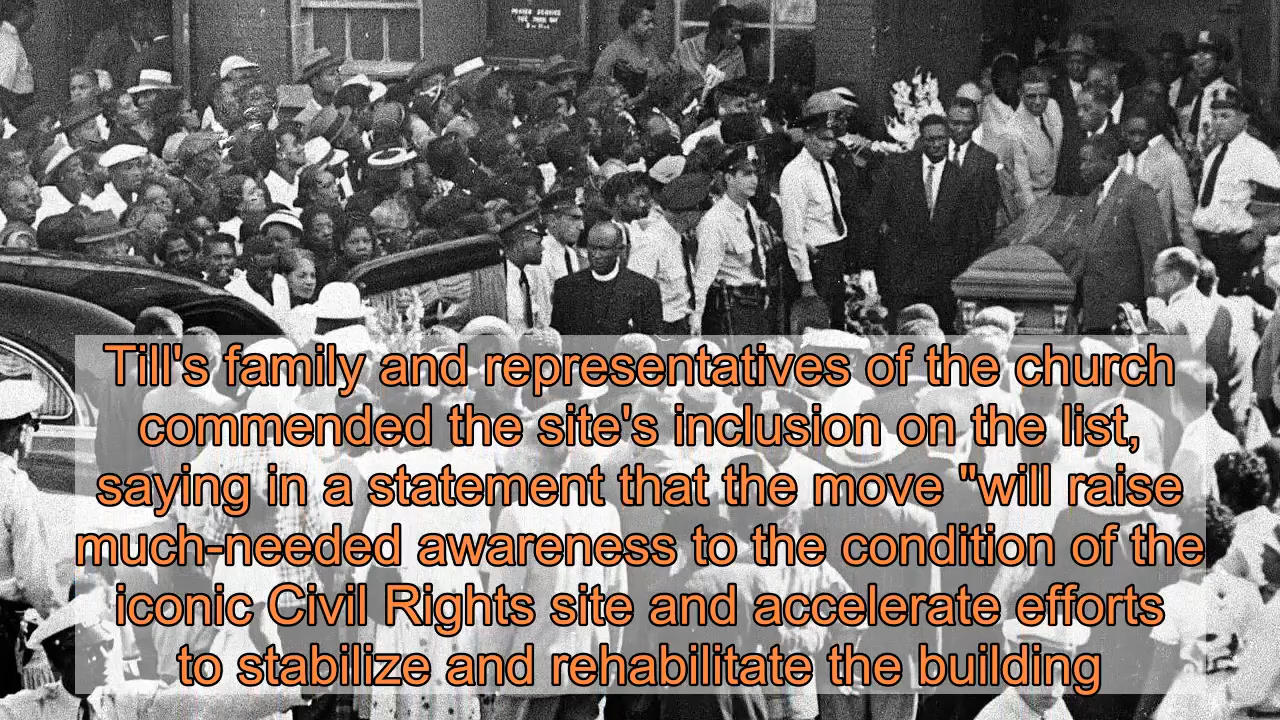 Till's family and representatives of the church
commended the site's inclusion on the list,
saying in a statement that the move "will raise
much-needed awareness to the condition of the
iconic Civil Rights site and accelerate efforts
to stabilize and rehabilitate the building